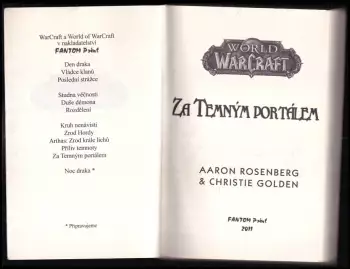 WarCraft a World of WarCraft
v nakladatelství
FANTOM Print
Den draka
Vládce klanů
Poslední strážce
Studna věčnosti
Duše démona
Rozdělení
Kruh nenávisti
Zrod Hordy
Arthas: Zrod krále lichů
Příliv temnoty
Za Temným portálem
Noc draka *
* Připravujeme
WORLD
OF
WARCRAFT
ZA TEMNÝM PORTÁLEM
AARON ROSENBERG
& CHRISTIE GOLDEN
FANTOM Print
2011